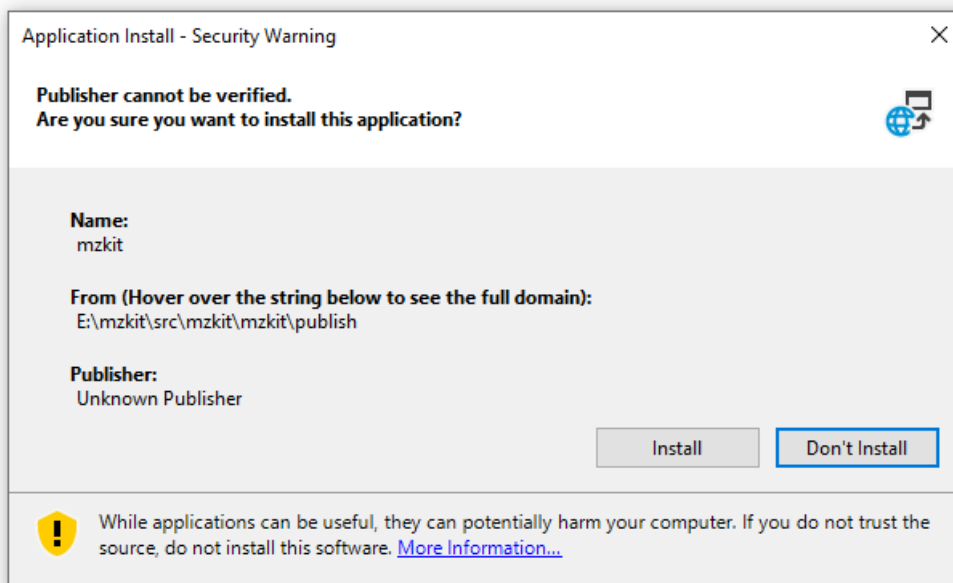 Application Install - Security Warning
Publisher cannot be verified.
Are you sure you want to install this application?
Name:
mzkit
From (Hover over the string below to see the full domain):
E:\mzkit\src\mzkit\mzkit\publish
Publisher:
Unknown Publisher
Install
Don't Install
While applications can be useful, they can potentially harm your computer. If you do not trust the
source, do not install this software. More Information...